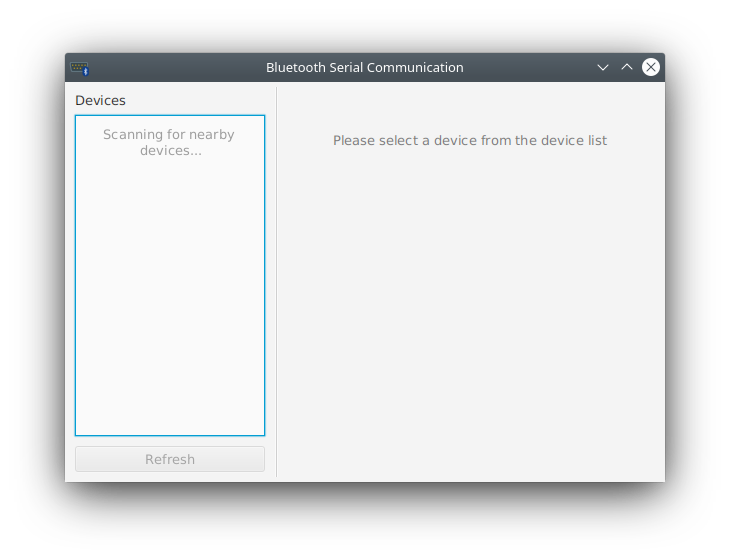 Bluetooth Serial Communication
Devices
Scanning for nearby
devices...
Please select a device from the device list
Refresh